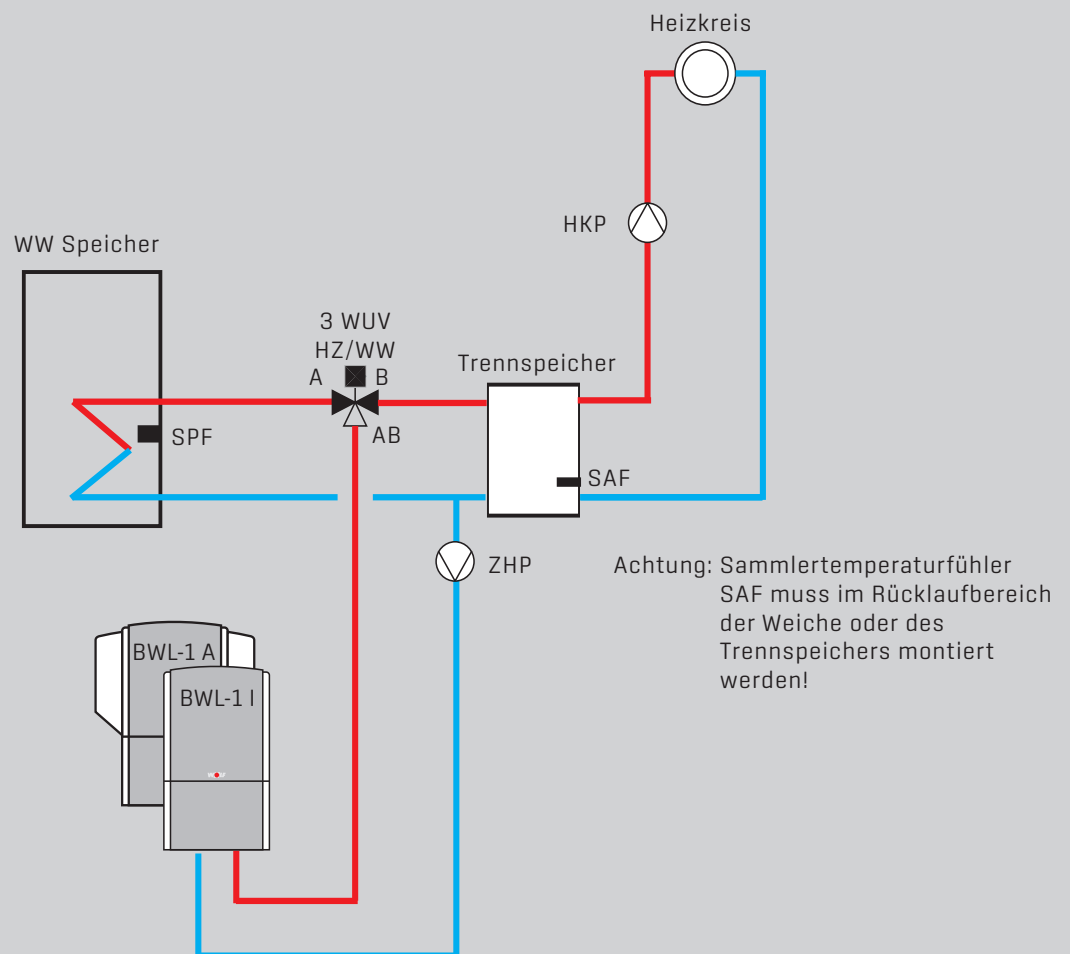 Heizkreis
HKP
WW Speicher
3 WUV
HZ/WW
A
B
Trennspeicher
AB
SPF
SAF
ZHP
Achtung: Sammlertemperaturfühler
SAF muss im Rücklaufbereich
der Weiche oder des
Trennspeichers montiert
werden!
BWL-1 A
BWL-1 I